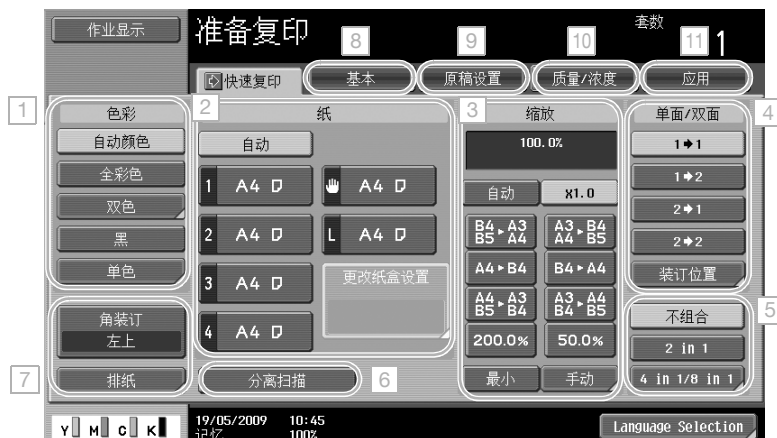 作业显示
准备复印
套数
1
8
9
10
11
快速复印
基本
原稿设置
质量/浓度
应用
1
色彩
自动颜色
全彩色
双色
黑
单色
2
纸
自动
1 A4
A4
2 A4
L A4
3 A4
更改纸盒设置
4 A4
3
缩放
100.0%
自动
x1.0
B4▸A3
B5▸A4
A3▸B4
A4▸B5
A4▸B4
B4▸A4
A4▸A3
B5▸B4
A3▸A4
B4▸B5
200.0%
50.0%
最小
手动
4
单面/双面
1→1
1→2
2→1
2→2
装订位置
5
不组合
2 in 1
4 in 1/8 in 1
角装订
左上
7
排纸
分离扫描
6
Y M C K
19/05/2009 10:45
记忆 100%
Language Selection